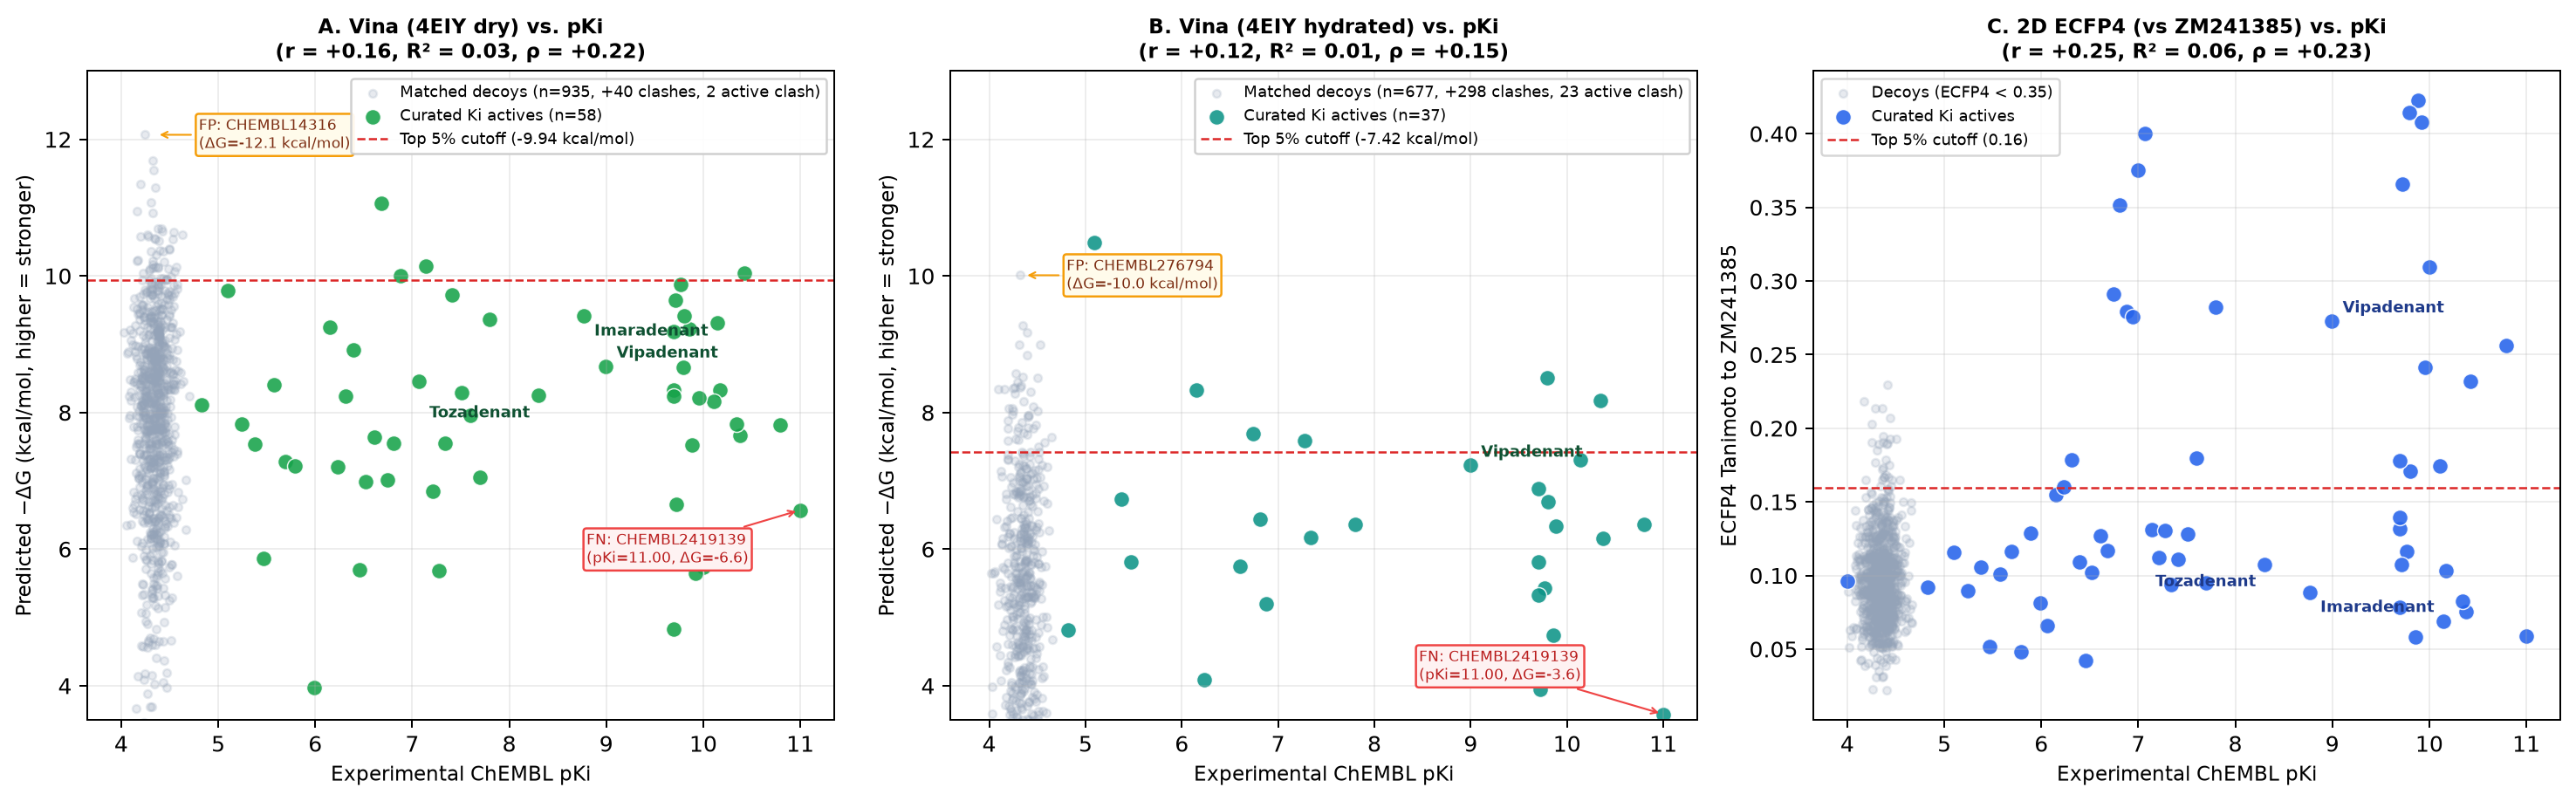 A. Vina (4EIY dry) vs. pKi
(r = +0.16, R² = 0.03, ρ = +0.22)
Matched decoys (n=935, +40 clashes, 2 active clash)
Curated Ki actives (n=58)
Top 5% cutoff (-9.94 kcal/mol)
FP: CHEMBL14316
(ΔG=-12.1 kcal/mol)
Imaradenant
Vipadenant
Tozadenant
FN: CHEMBL2419139
(pKi=11.00, ΔG=-6.6)
Predicted −ΔG (kcal/mol, higher = stronger)
12
10
8
6
4
4 5 6 7 8 9 10 11
Experimental ChEMBL pKi
B. Vina (4EIY hydrated) vs. pKi
(r = +0.12, R² = 0.01, ρ = +0.15)
Matched decoys (n=677, +298 clashes, 23 active clash)
Curated Ki actives (n=37)
Top 5% cutoff (-7.42 kcal/mol)
FP: CHEMBL276794
(ΔG=-10.0 kcal/mol)
Vipadenant
FN: CHEMBL2419139
(pKi=11.00, ΔG=-3.6)
Predicted −ΔG (kcal/mol, higher = stronger)
12
10
8
6
4
4 5 6 7 8 9 10 11
Experimental ChEMBL pKi
C. 2D ECFP4 (vs ZM241385) vs. pKi
(r = +0.25, R² = 0.06, ρ = +0.23)
Decoys (ECFP4 < 0.35)
Curated Ki actives
Top 5% cutoff (0.16)
Vipadenant
Tozadenant
Imaradenant
ECFP4 Tanimoto to ZM241385
0.40
0.35
0.30
0.25
0.20
0.15
0.10
0.05
4 5 6 7 8 9 10 11
Experimental ChEMBL pKi